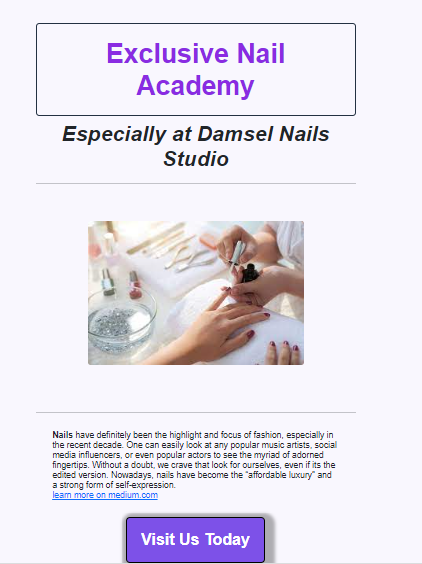 Exclusive Nail
Academy
Especially at Damsel Nails
Studio
Nails have definitely been the highlight and focus of fashion, especially in
the recent decade. One can easily look at any popular music artists, social
media influencers, or even popular actors to see the myriad of adorned
fingertips. Without a doubt, we crave that look for ourselves, even if its the
edited version. Nowadays, nails have become the "affordable luxury" and
a strong form of self-expression.
learn more on medium.com
Visit Us Today